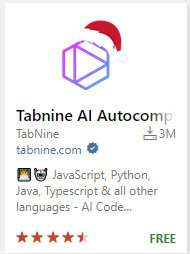 Tabnine AI Autocomp
TabNine
3M
tabnine.com
JavaScript, Python,
Java, Typescript & all other
languages - AI Code...
FREE